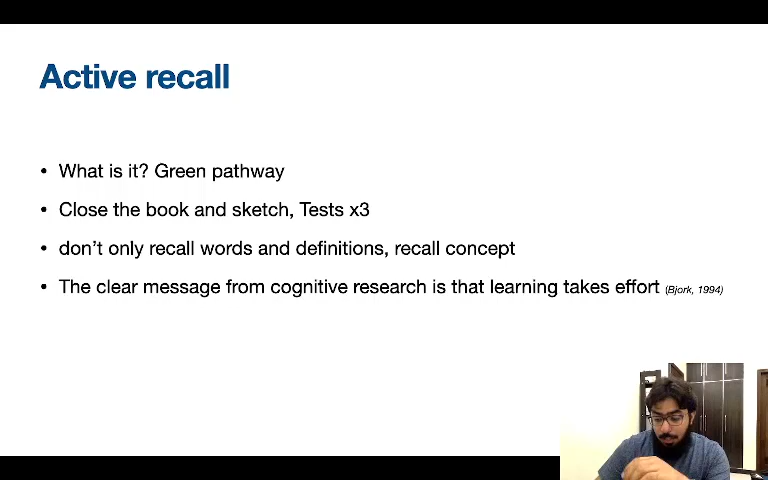 Active recall
• What is it? Green pathway
• Close the book and sketch, Tests x3
• don’t only recall words and definitions, recall concept
• The clear message from cognitive research is that learning takes effort (Bjork, 1994)